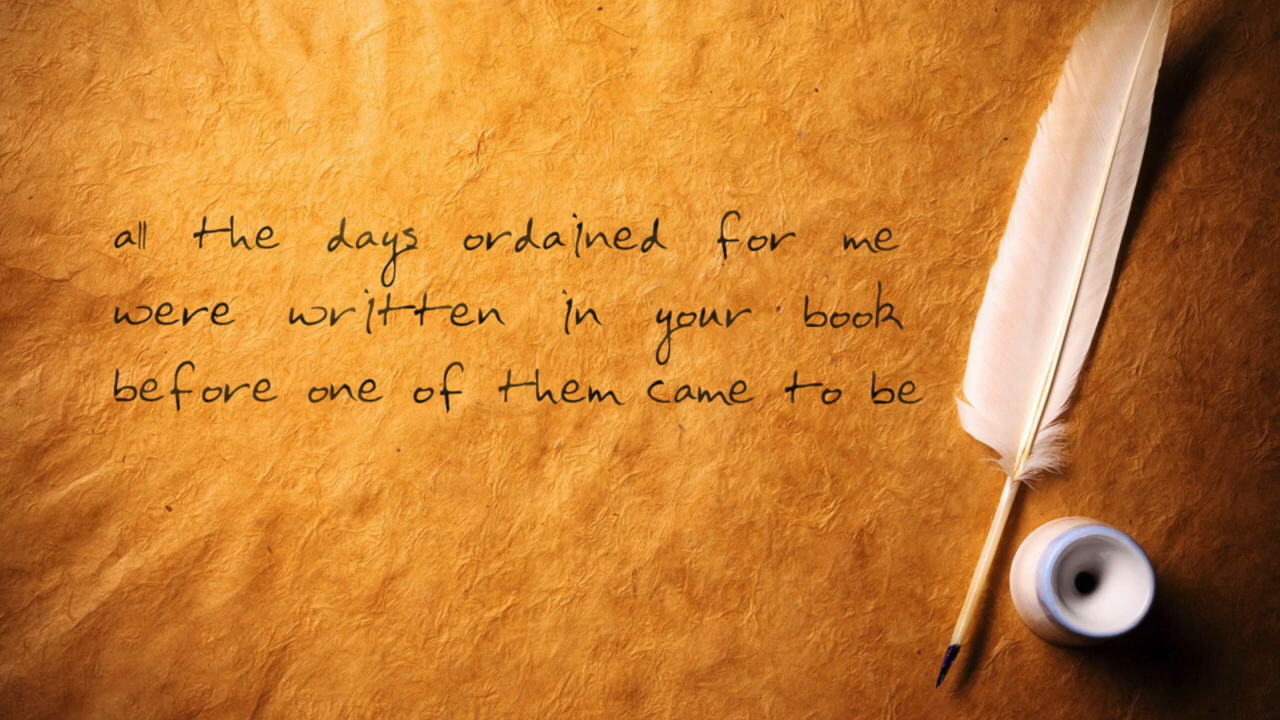 all the days ordained for me
were written in your book
before one of them came to be